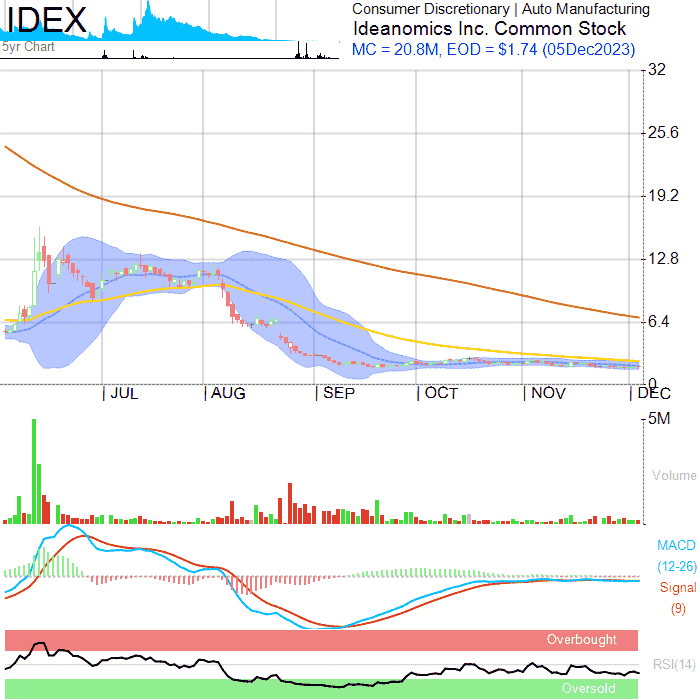 IDEX
5yr Chart
Consumer Discretionary | Auto Manufacturing
Ideanomics Inc. Common Stock
MC = 20.8M, EOD = $1.74 (05Dec2023)
32
25.6
19.2
12.8
6.4
0
JUL AUG SEP OCT NOV DEC
5M
Volume
MACD
(12-26)
Signal
(9)
Overbought
RSI(14)
Oversold